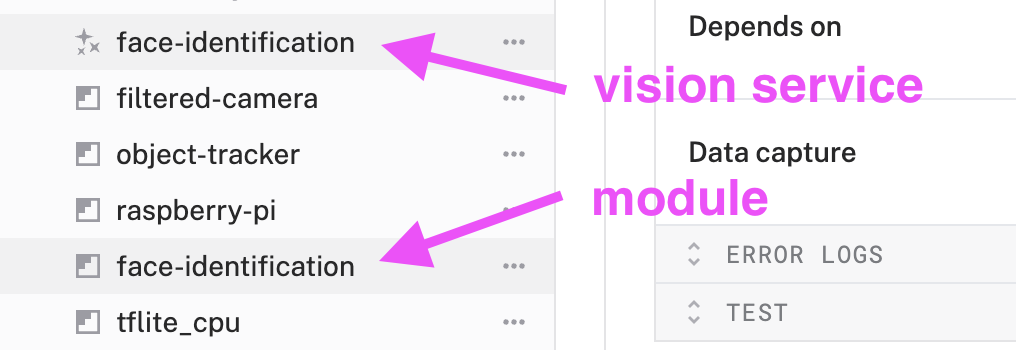 face-identification
filtered-camera
object-tracker
raspberry-pi
face-identification
tflite_cpu
Depends on
vision service
Data capture
module
ERROR LOGS
TEST